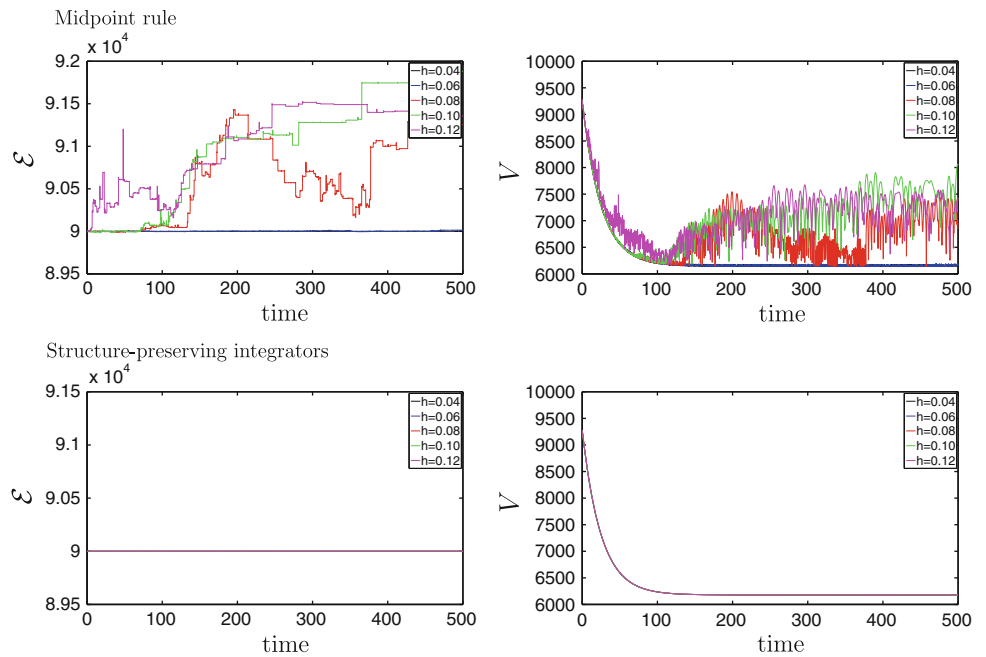 Midpoint rule
x 10⁴
9.2
9.15
9.1
9.05
9
8.95
ℰ
0 100 200 300 400 500
time
h=0.04
h=0.06
h=0.08
h=0.10
h=0.12
10000
9500
9000
8500
8000
7500
7000
6500
6000
V
0 100 200 300 400 500
time
h=0.04
h=0.06
h=0.08
h=0.10
h=0.12
Structure-preserving integrators
x 10⁴
9.15
9.1
9.05
9
8.95
ℰ
0 100 200 300 400 500
time
h=0.04
h=0.06
h=0.08
h=0.10
h=0.12
10000
9500
9000
8500
8000
7500
7000
6500
6000
V
0 100 200 300 400 500
time
h=0.04
h=0.06
h=0.08
h=0.10
h=0.12